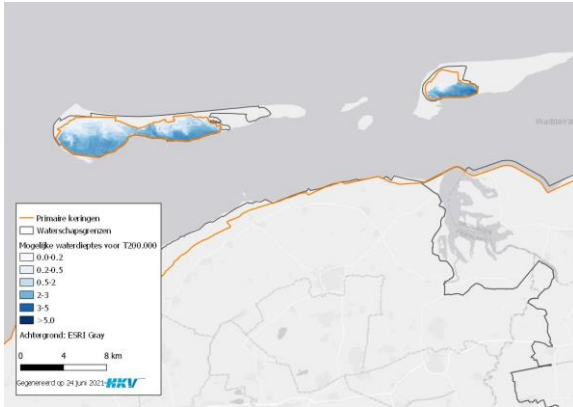 Primaire keringen
Waterschapsgrenzen
Mogelijke waterdieptes voor T200.000
0.0-0.2
0.2-0.5
0.5-2
2-3
3-5
>5.0
Achtergrond: ESRI Gray
0 4 8 km
Gegenereerd op 24 juni 2021 HKV